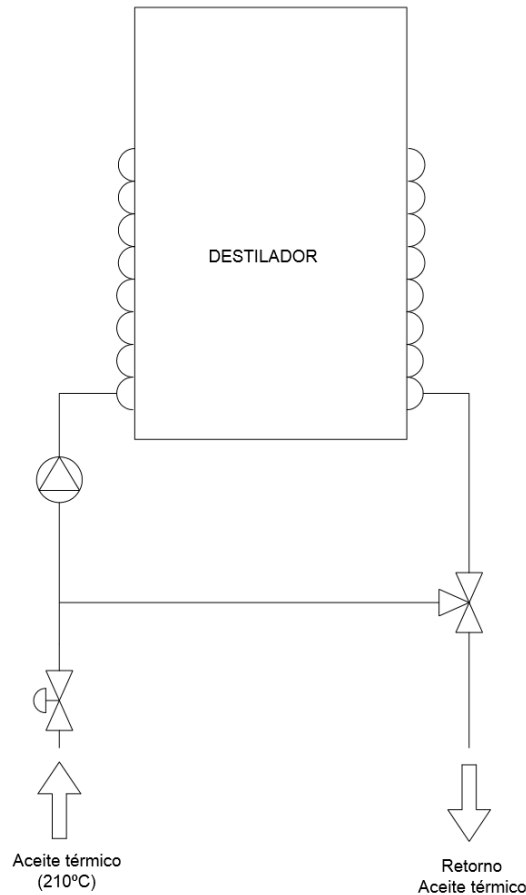 DESTILADOR
Aceite térmico
(210ºC)
Retorno
Aceite térmico